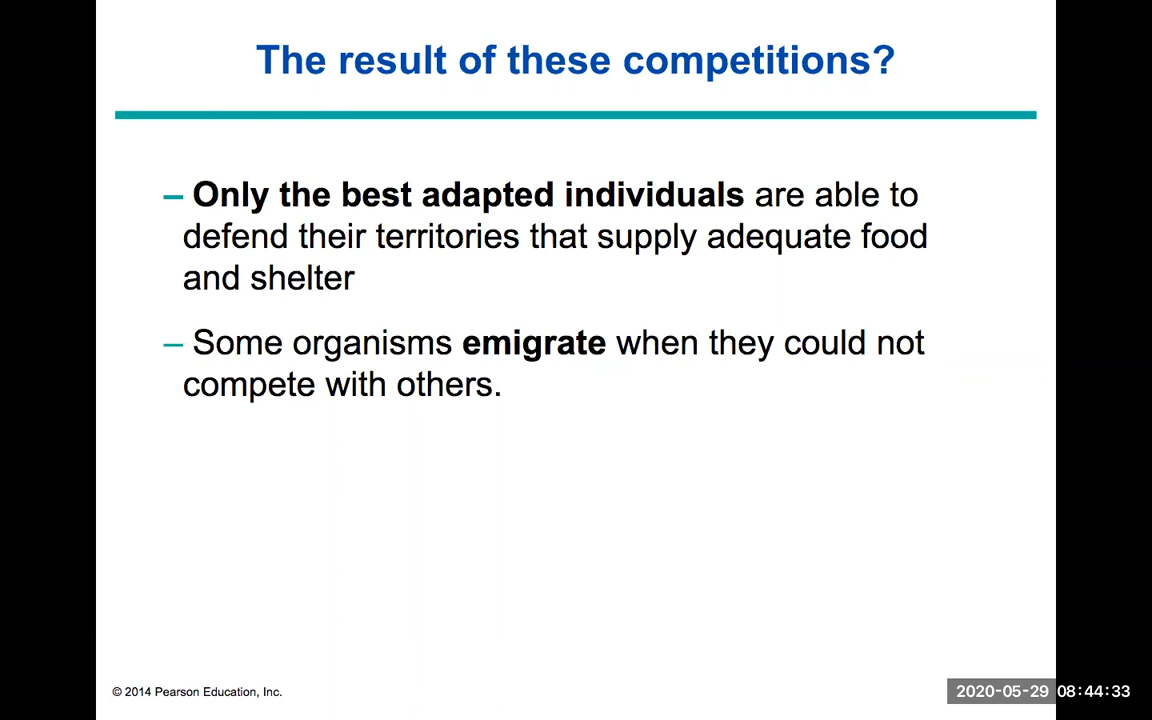 The result of these competitions?
– Only the best adapted individuals are able to
defend their territories that supply adequate food
and shelter
– Some organisms emigrate when they could not
compete with others.
© 2014 Pearson Education, Inc.
2020-05-29 08:44:33